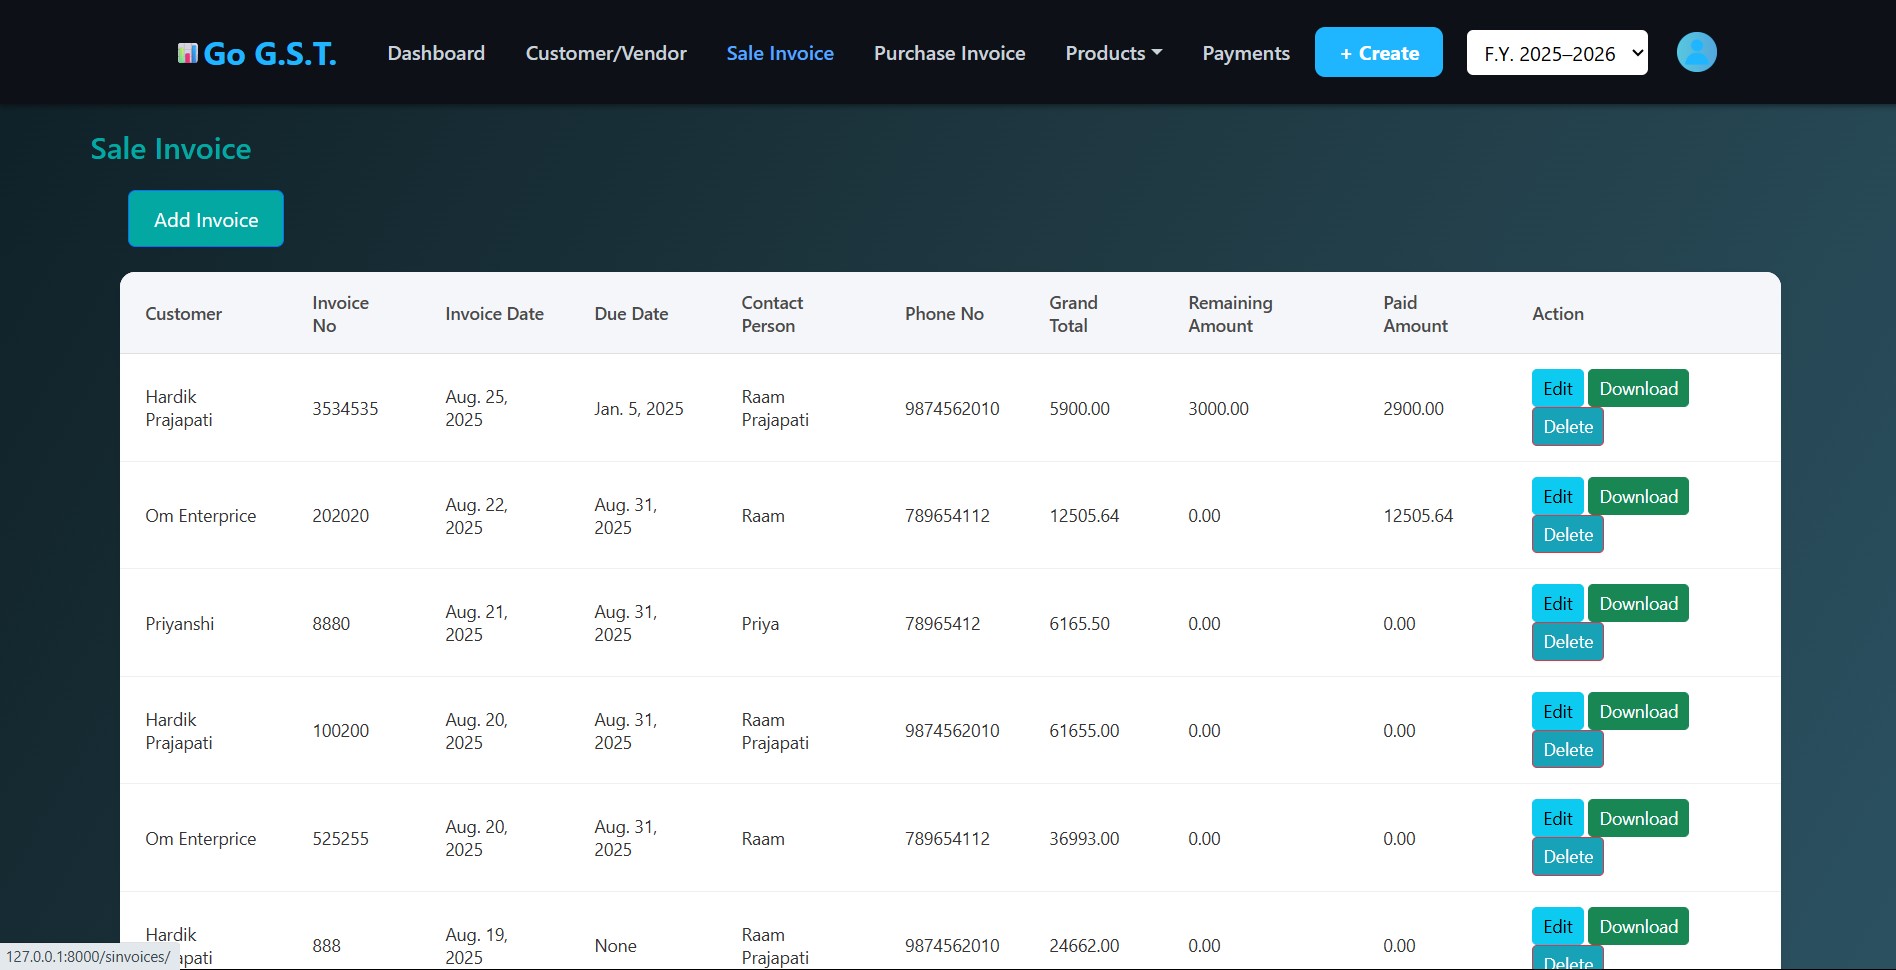 Go G.S.T. Dashboard Customer/Vendor Sale Invoice Purchase Invoice Products Payments + Create F.Y. 2025–2026
Sale Invoice
Add Invoice
Customer Invoice No Invoice Date Due Date Contact Person Phone No Grand Total Remaining Amount Paid Amount Action
Hardik Prajapati 3534535 Aug. 25, 2025 Jan. 5, 2025 Raam Prajapati 9874562010 5900.00 3000.00 2900.00 Edit Download Delete
Om Enterprice 202020 Aug. 22, 2025 Aug. 31, 2025 Raam 789654112 12505.64 0.00 12505.64 Edit Download Delete
Priyanshi 8880 Aug. 21, 2025 Aug. 31, 2025 Priya 78965412 6165.50 0.00 0.00 Edit Download Delete
Hardik Prajapati 100200 Aug. 20, 2025 Aug. 31, 2025 Raam Prajapati 9874562010 61655.00 0.00 0.00 Edit Download Delete
Om Enterprice 525255 Aug. 20, 2025 Aug. 31, 2025 Raam 789654112 36993.00 0.00 0.00 Edit Download Delete
Hardik apati 888 Aug. 19, 2025 None Raam Prajapati 9874562010 24662.00 0.00 0.00 Edit Download Delete
127.0.0.1:8000/sinvoices/